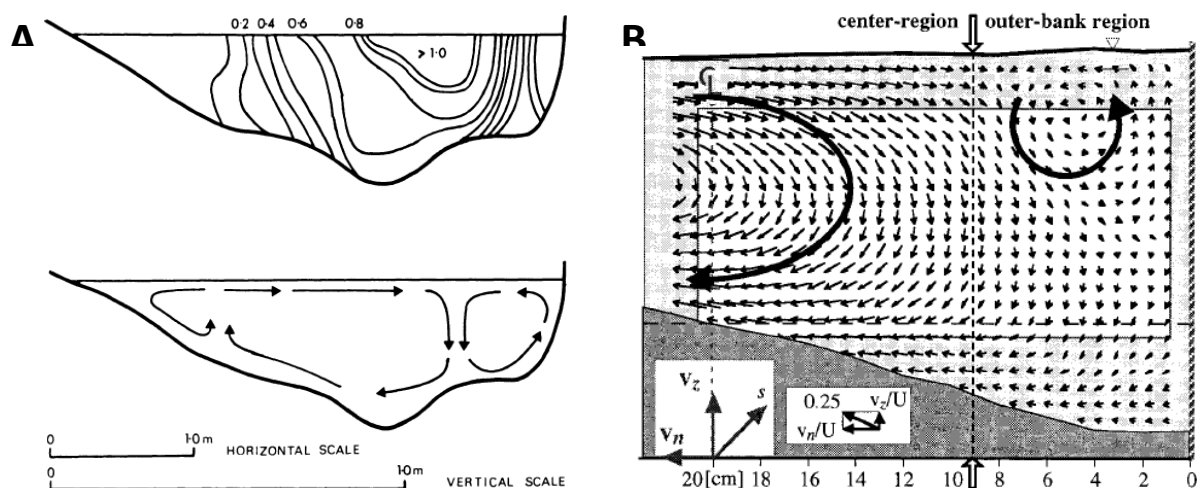 A
0·2 0·4 0·6 0·8
> 1·0
0 1·0 m
HORIZONTAL SCALE
0 1·0 m
VERTICAL SCALE
B
center-region outer-bank region
℄
v_z
s
v_n
0.25 v_z/U
v_n/U
20[cm] 18 16 14 12 10 8 6 4 2 0